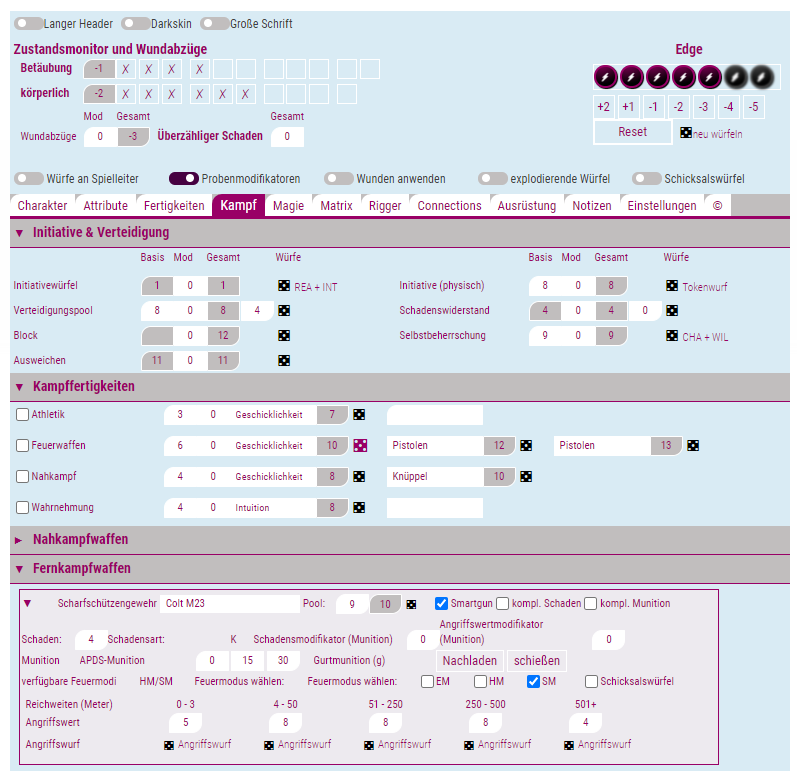 Langer Header Darkskin Große Schrift
Zustandsmonitor und Wundabzüge Edge
Betäubung -1 X X X X
körperlich -2 X X X X X X
+2 +1 -1 -2 -3 -4 -5
Mod Gesamt Gesamt
Wundabzüge 0 -3 Überzähliger Schaden 0 Reset neu würfeln
Würfe an Spielleiter Probenmodifikatoren Wunden anwenden explodierende Würfel Schicksalswürfel
Charakter Attribute Fertigkeiten Kampf Magie Matrix Rigger Connections Ausrüstung Notizen Einstellungen ©
▼ Initiative & Verteidigung
Basis Mod Gesamt Würfe Basis Mod Gesamt Würfe
Initiativewürfel 1 0 1 REA + INT Initiative (physisch) 8 0 8 Tokenwurf
Verteidigungspool 8 0 8 4 Schadenswiderstand 4 0 4 0
Block 0 12 Selbstbeherrschung 9 0 9 CHA + WIL
Ausweichen 11 0 11
▼ Kampffertigkeiten
Athletik 3 0 Geschicklichkeit 7
Feuerwaffen 6 0 Geschicklichkeit 10 Pistolen 12 Pistolen 13
Nahkampf 4 0 Geschicklichkeit 8 Knüppel 10
Wahrnehmung 4 0 Intuition 8
► Nahkampfwaffen
▼ Fernkampfwaffen
▼ Scharfschützengewehr Colt M23 Pool: 9 10 Smartgun kompl. Schaden kompl. Munition
Schaden: 4 Schadensart: K Schadensmodifikator (Munition) 0 Angriffswertmodifikator (Munition) 0
Munition APDS-Munition 0 15 30 Gurtmunition (g) Nachladen schießen
verfügbare Feuermodi HM/SM Feuermodus wählen: Feuermodus wählen: EM HM SM Schicksalswürfel
Reichweiten (Meter) 0 - 3 4 - 50 51 - 250 250 - 500 501+
Angriffswert 5 8 8 8 4
Angriffswurf Angriffswurf Angriffswurf Angriffswurf Angriffswurf Angriffswurf